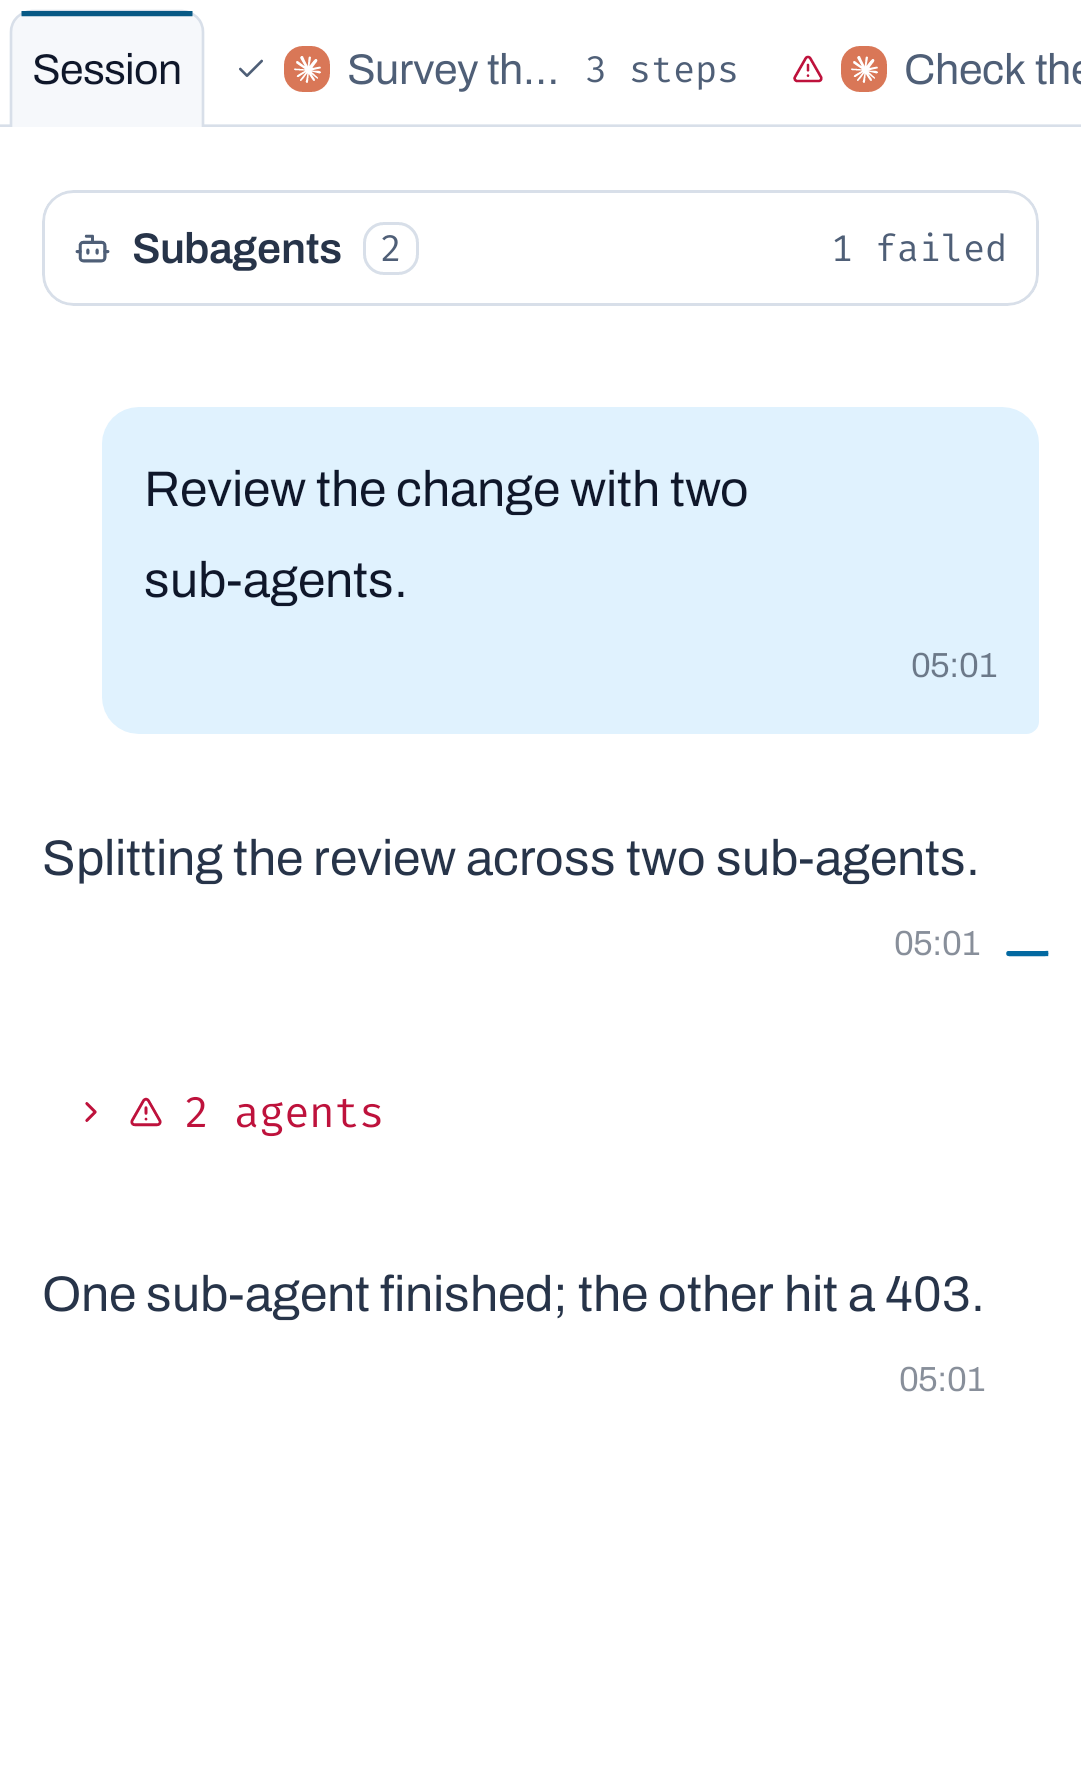 Session
Survey th... 3 steps
Check the
Subagents 2
1 failed
Review the change with two
sub-agents.
05:01
Splitting the review across two sub-agents.
05:01
2 agents
One sub-agent finished; the other hit a 403.
05:01